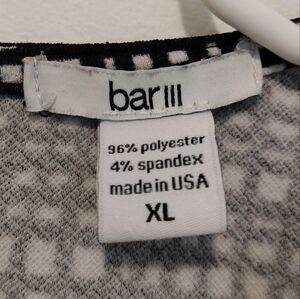 bar III
96% polyester
4% spandex
made in USA
XL